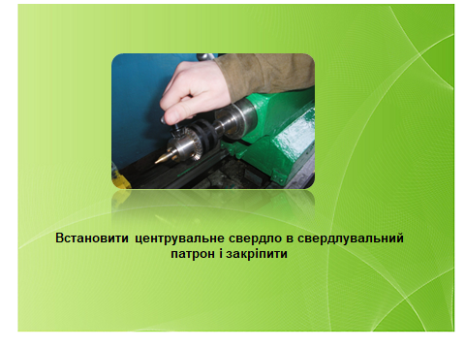 Встановити центрувальне свердло в свердлувальний
патрон і закріпити